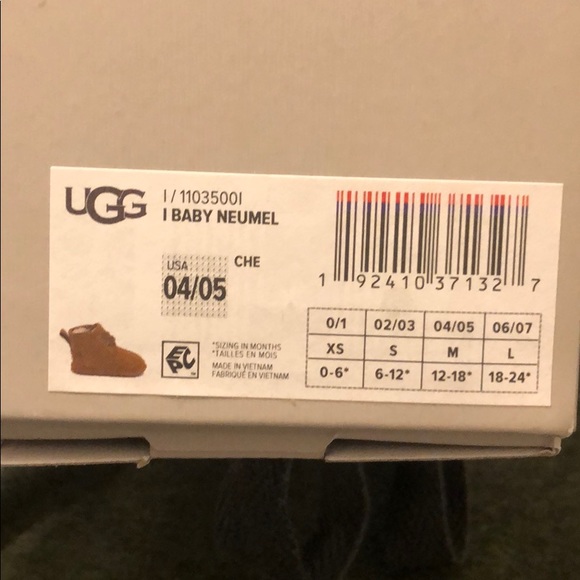 UGG
I / 1103500I
I BABY NEUMEL
USA
04/05
CHE
1 92410 37132 7
*SIZING IN MONTHS
*TAILLES EN MOIS
MADE IN VIETNAM
FABRIQUÉ EN VIETNAM
EPC
TM
0/1 02/03 04/05 06/07
XS S M L
0-6* 6-12* 12-18* 18-24*